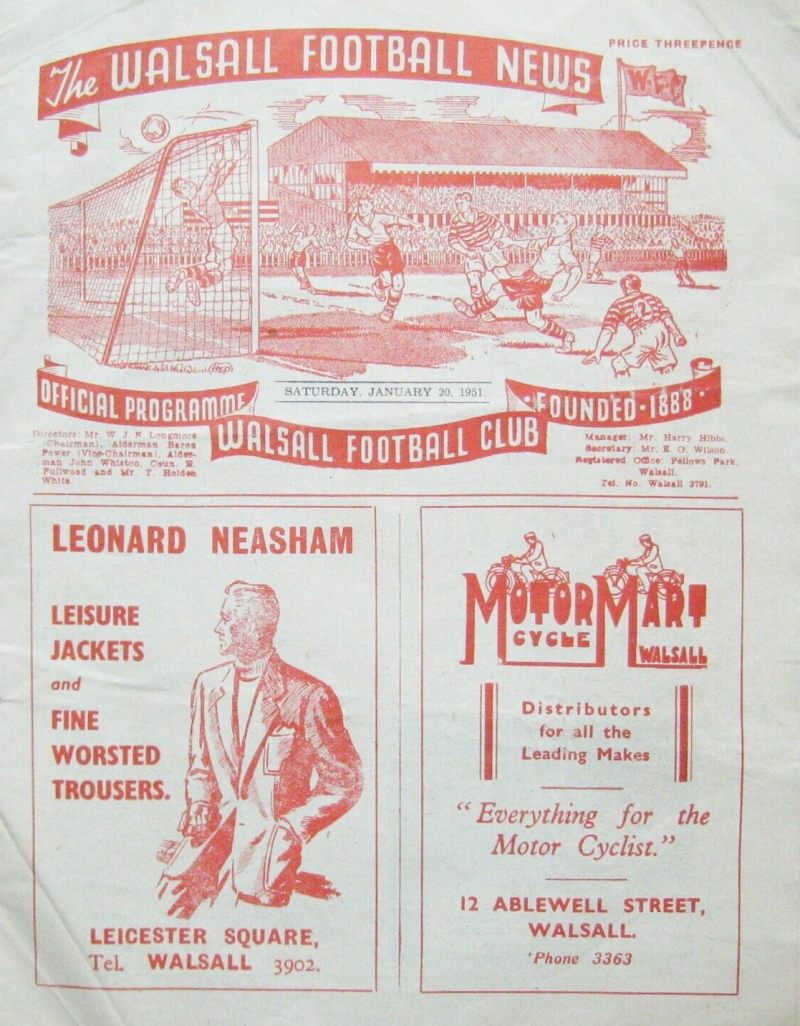 PRICE THREEPENCE
The WALSALL FOOTBALL NEWS
W.F.C.
2
OFFICIAL PROGRAMME
SATURDAY, JANUARY 20, 1951.
FOUNDED · 1888
WALSALL FOOTBALL CLUB
Directors: Mr. W. J. N. Longmore
(Chairman), Alderman Baron
Power (Vice-Chairman), Alder-
man John Whiston, Coun. R.
Fullwood and Mr. T. Holden
White.
Manager: Mr. Harry Hibbs.
Secretary: Mr. E. G. Wilson.
Registered Office: Fellows Park,
Walsall.
Tel. No. Walsall 2791.
LEONARD NEASHAM
LEISURE
JACKETS
and
FINE
WORSTED
TROUSERS.
LEICESTER SQUARE,
Tel. WALSALL 3902.
MOTOR MART
CYCLE
WALSALL
Distributors
for all the
Leading Makes
"Everything for the
Motor Cyclist."
12 ABLEWELL STREET,
WALSALL.
'Phone 3363